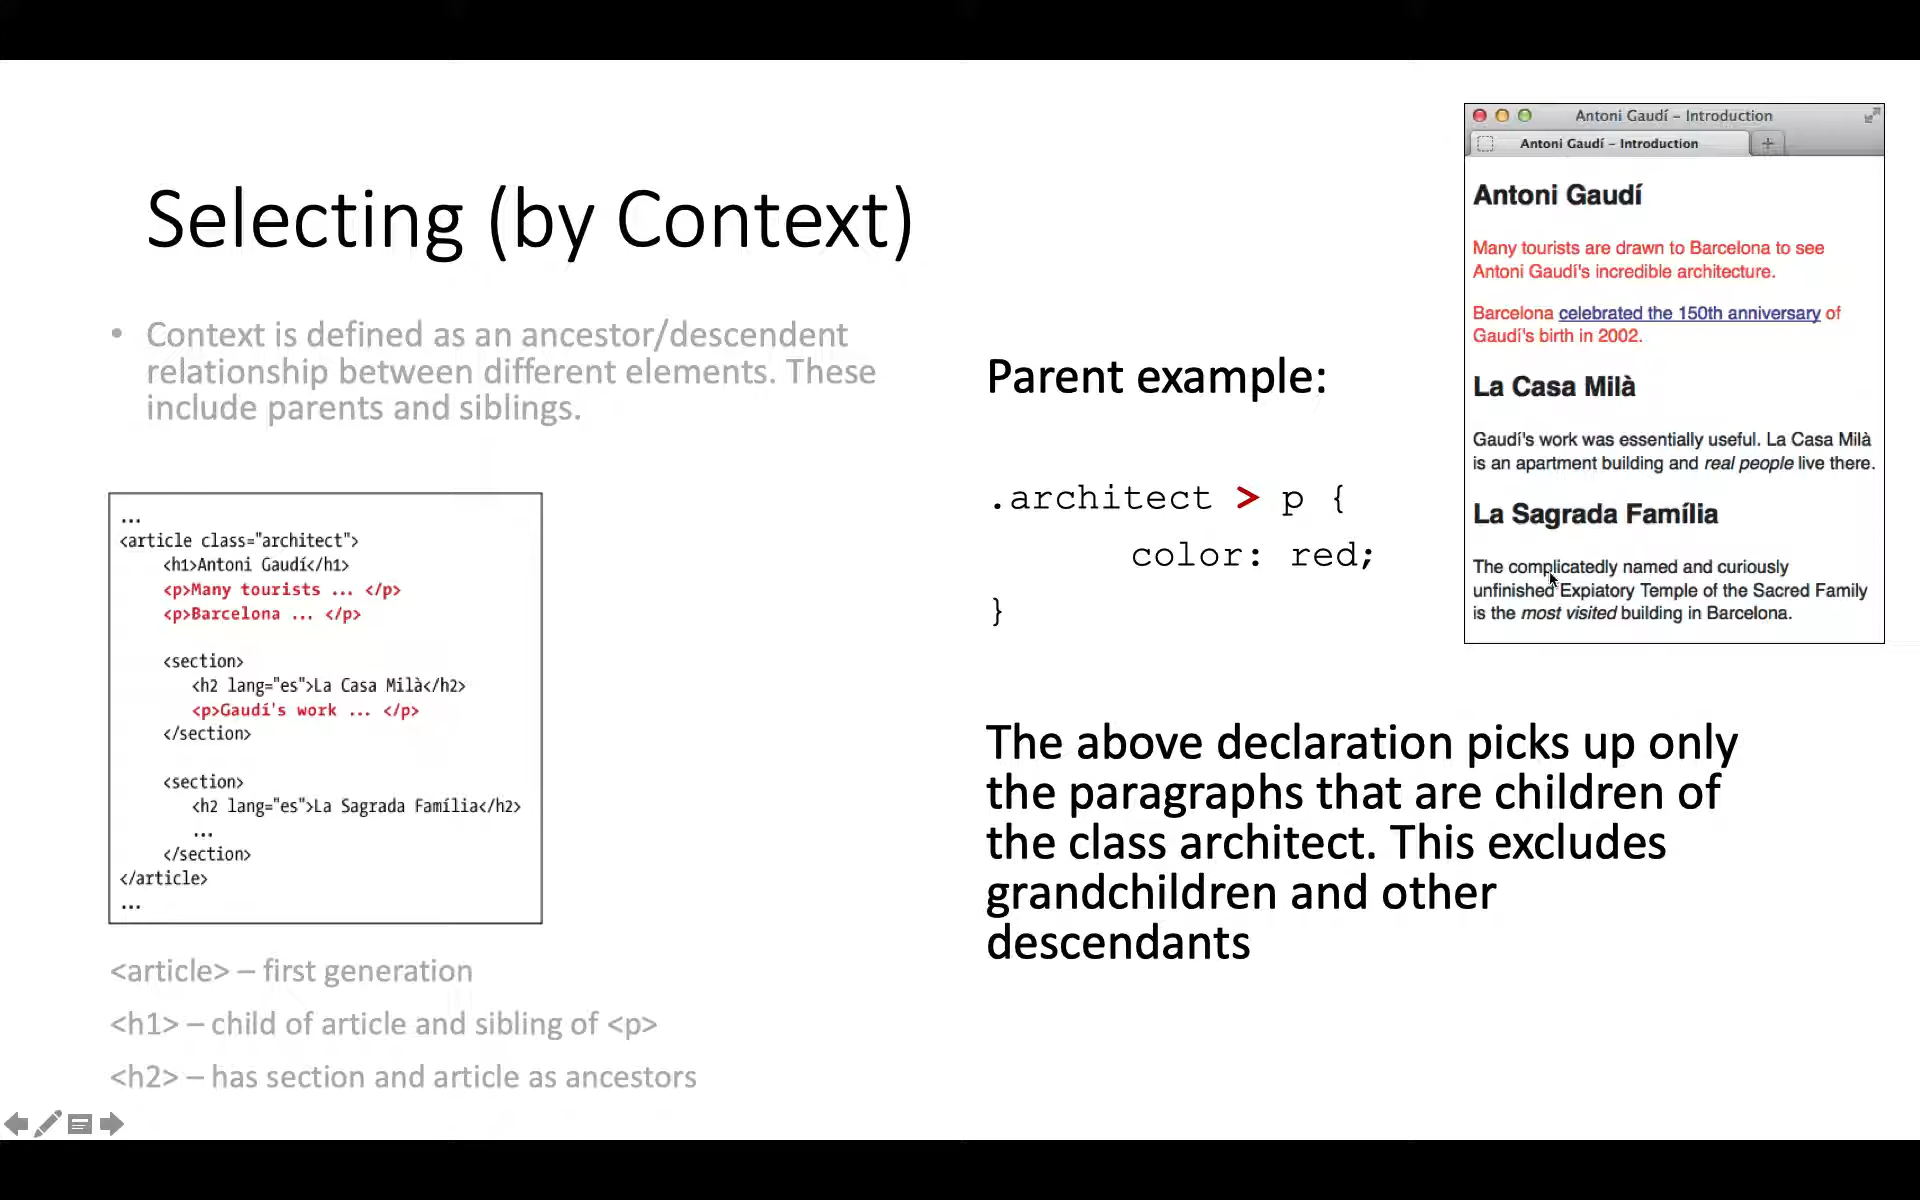 Selecting (by Context)
• Context is defined as an ancestor/descendent
relationship between different elements. These
include parents and siblings.
...
<article class="architect">
<h1>Antoni Gaudí</h1>
<p>Many tourists ... </p>
<p>Barcelona ... </p>
<section>
<h2 lang="es">La Casa Milà</h2>
<p>Gaudí's work ... </p>
</section>
<section>
<h2 lang="es">La Sagrada Família</h2>
...
</section>
</article>
...
<article> – first generation
<h1> – child of article and sibling of <p>
<h2> – has section and article as ancestors
Parent example:
.architect > p {
color: red;
}
The above declaration picks up only
the paragraphs that are children of
the class architect. This excludes
grandchildren and other
descendants
Antoni Gaudí – Introduction
Antoni Gaudí – Introduction
Antoni Gaudí
Many tourists are drawn to Barcelona to see
Antoni Gaudí's incredible architecture.
Barcelona celebrated the 150th anniversary of
Gaudí's birth in 2002.
La Casa Milà
Gaudí's work was essentially useful. La Casa Milà
is an apartment building and real people live there.
La Sagrada Família
The complicatedly named and curiously
unfinished Expiatory Temple of the Sacred Family
is the most visited building in Barcelona.